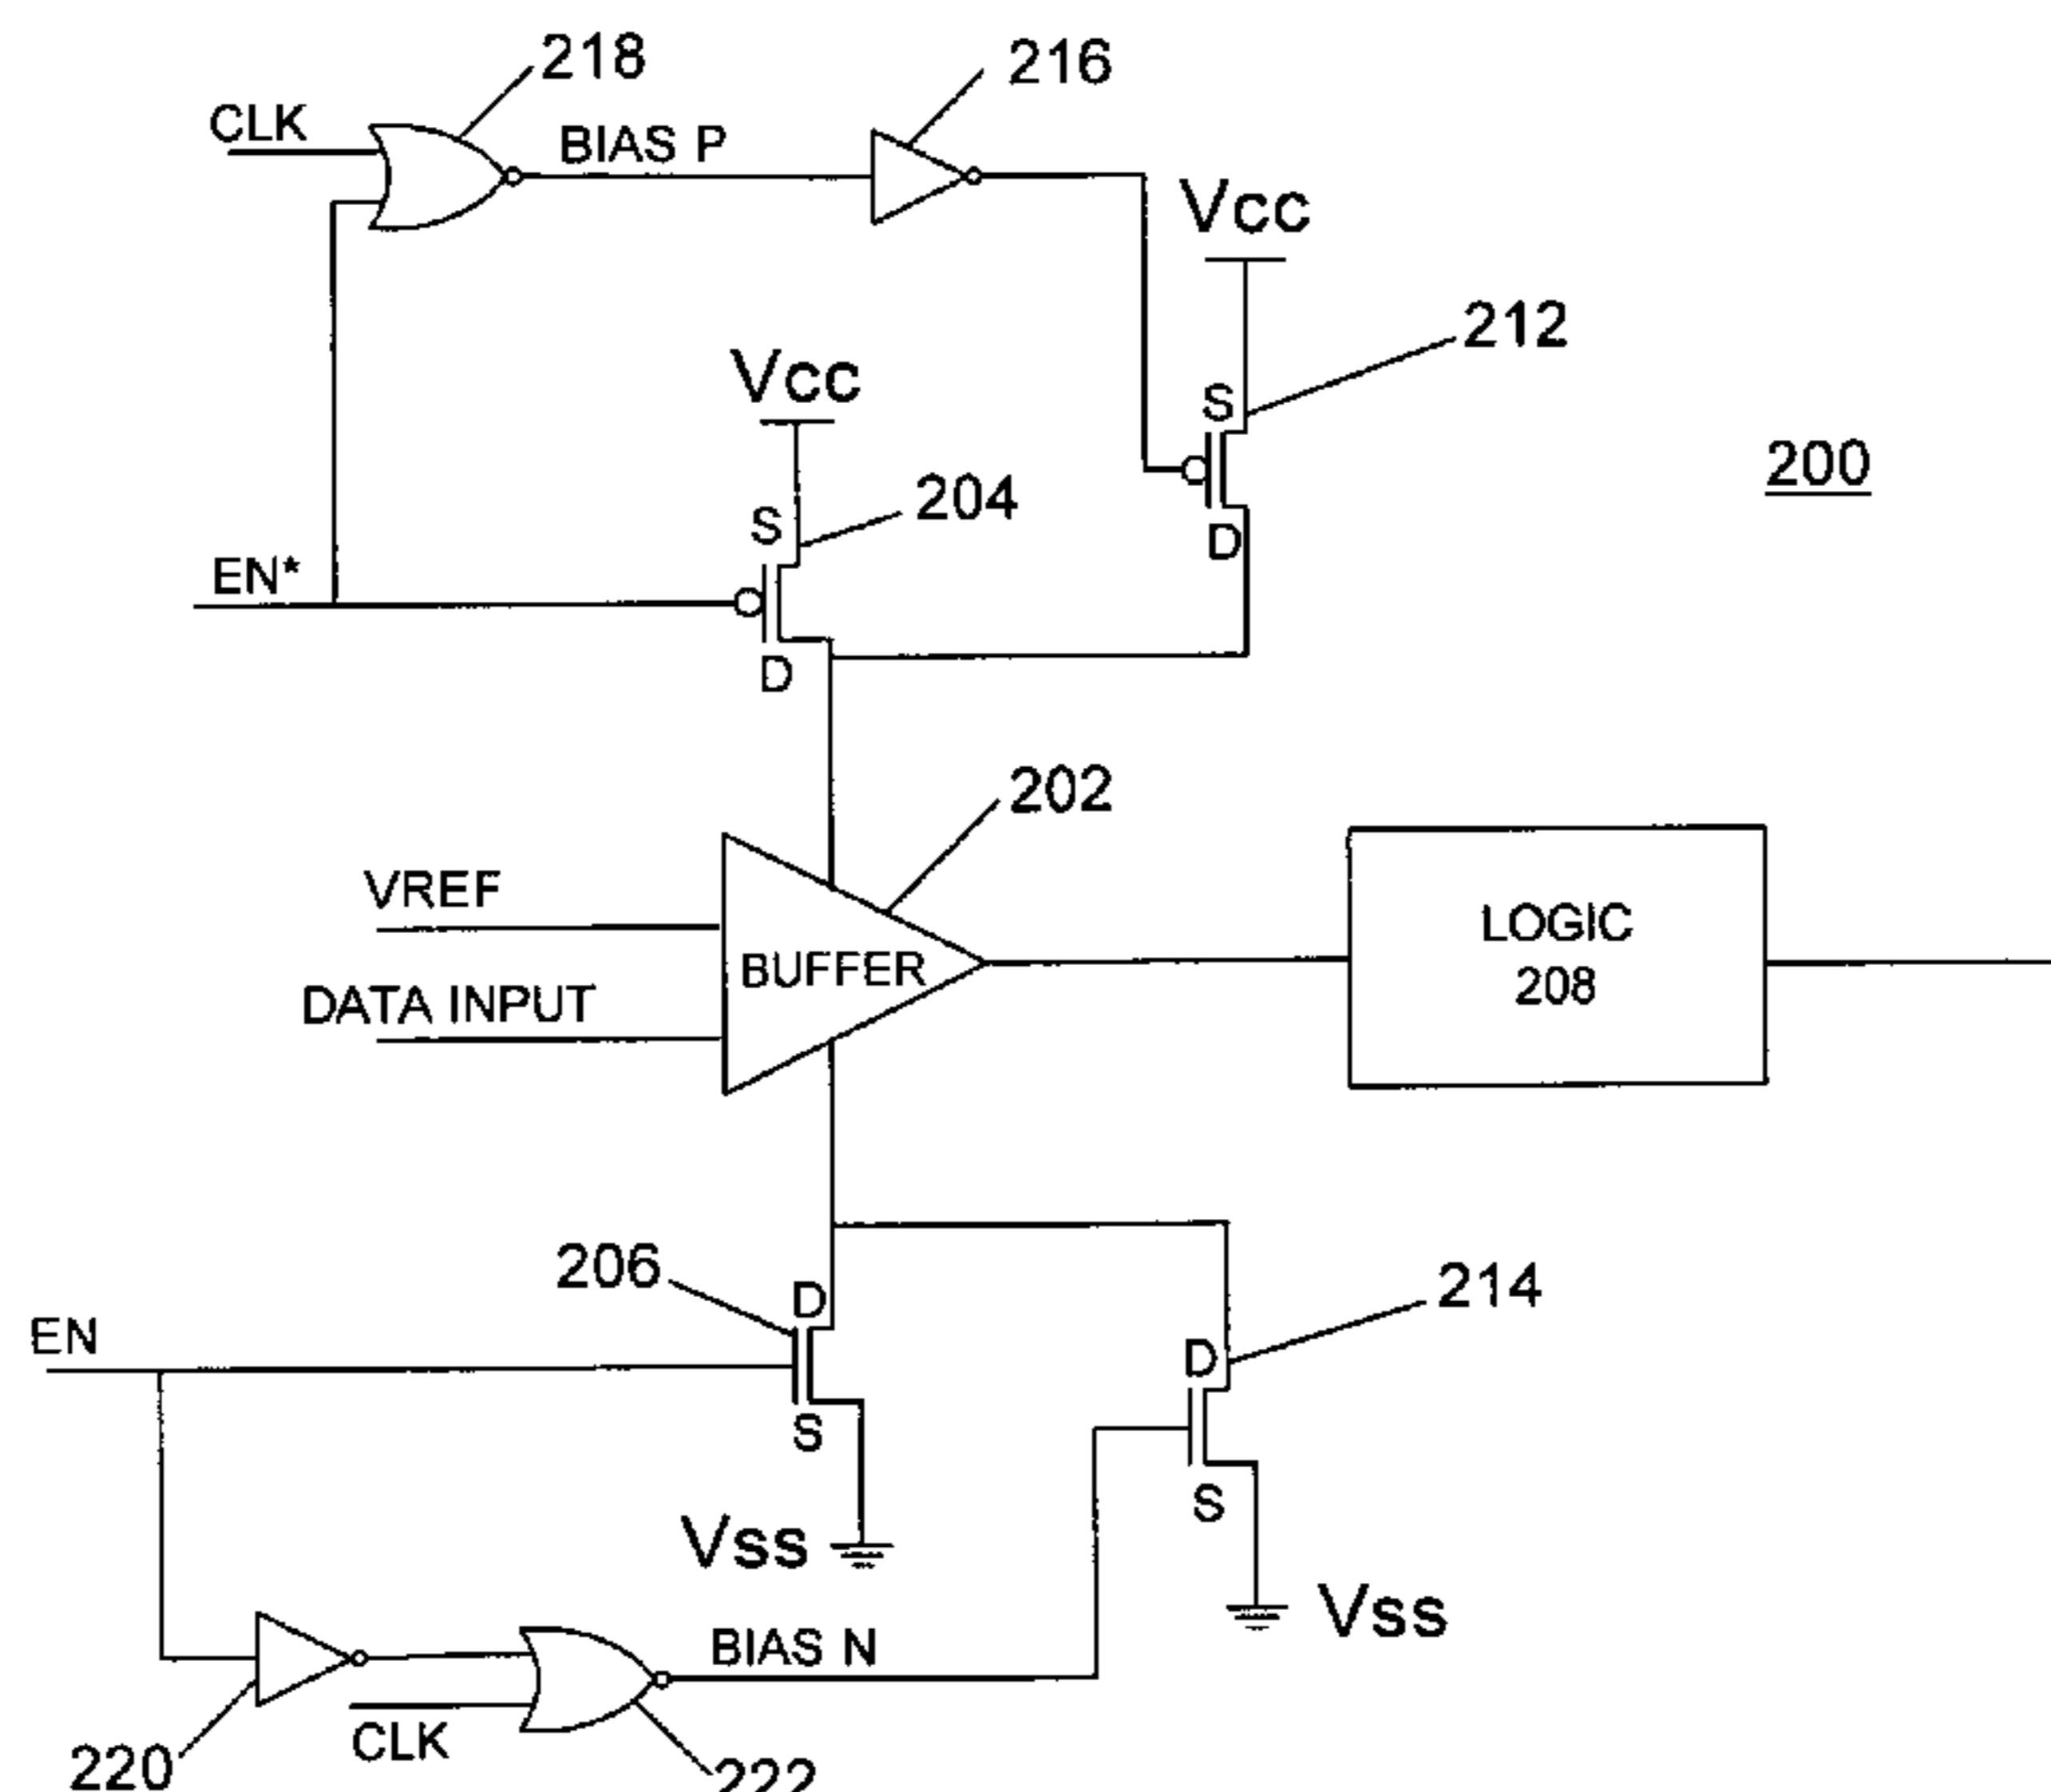 218
216
CLK
BIAS P
Vcc
212
S
Vcc
200
204
S
D
EN*
D
202
VREF
BUFFER
DATA INPUT
LOGIC
208
206
D
214
EN
D
S
S
Vss
Vss
BIAS N
CLK
220
222